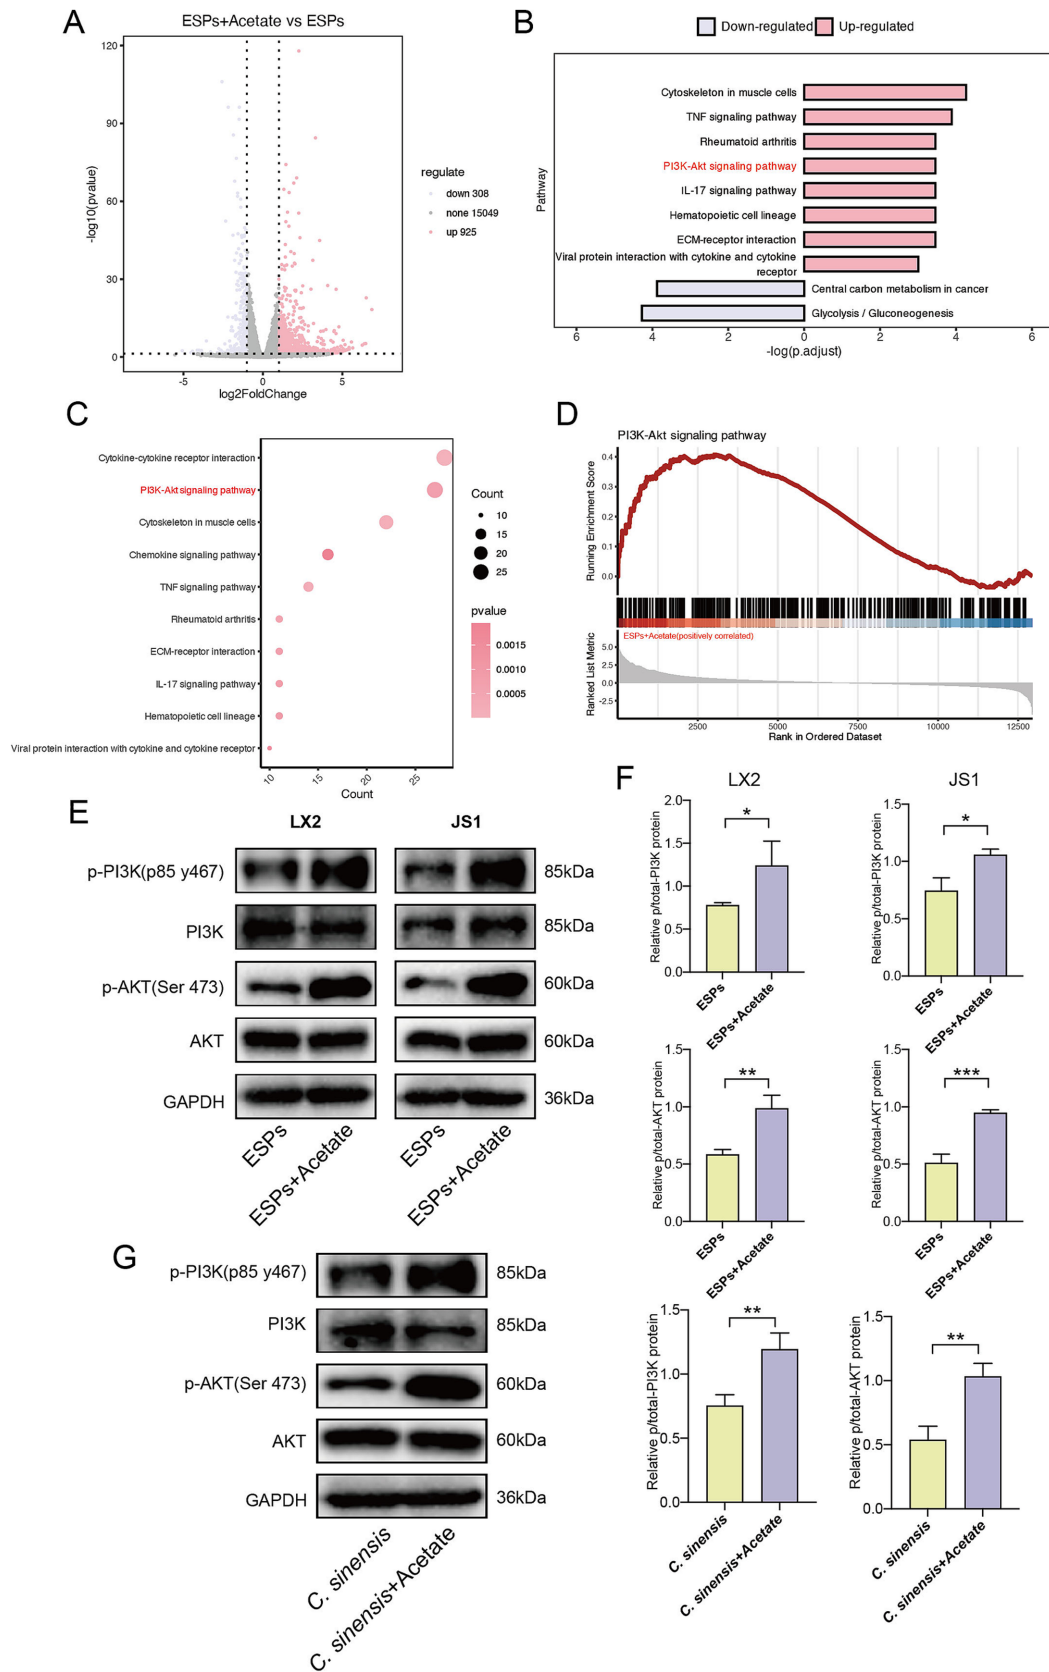 A
ESPs+Acetate vs ESPs
120
90
60
30
0
-log10(pvalue)
-5
0
5
log2FoldChange
regulate
down 308
none 15049
up 925
B
Down-regulated
Up-regulated
Pathway
Cytoskeleton in muscle cells
TNF signaling pathway
Rheumatoid arthritis
PI3K-Akt signaling pathway
IL-17 signaling pathway
Hematopoietic cell lineage
ECM-receptor interaction
Viral protein interaction with cytokine and cytokine
receptor
Central carbon metabolism in cancer
Glycolysis / Gluconeogenesis
6
4
2
0
2
4
6
-log(p.adjust)
C
Cytokine-cytokine receptor interaction
PI3K-Akt signaling pathway
Cytoskeleton in muscle cells
Chemokine signaling pathway
TNF signaling pathway
Rheumatoid arthritis
ECM-receptor interaction
IL-17 signaling pathway
Hematopoietic cell lineage
Viral protein interaction with cytokine and cytokine receptor
10
15
20
25
Count
Count
10
15
20
25
pvalue
0.0015
0.0010
0.0005
D
PI3K-Akt signaling pathway
Running Enrichment Score
0.4
0.3
0.2
0.1
0.0
ESPs+Acetate(positively correlated)
Ranked List Metric
5.0
2.5
0.0
-2.5
2500
5000
7500
10000
12500
Rank in Ordered Dataset
E
LX2
JS1
p-PI3K(p85 y467)
85kDa
PI3K
85kDa
p-AKT(Ser 473)
60kDa
AKT
60kDa
GAPDH
36kDa
ESPs
ESPs+Acetate
ESPs
ESPs+Acetate
F
LX2
JS1
Relative p/total-PI3K protein
2.0
1.5
1.0
0.5
0.0
*
ESPs
ESPs+Acetate
Relative p/total-PI3K protein
1.5
1.0
0.5
0.0
*
ESPs
ESPs+Acetate
Relative p/total-AKT protein
1.5
1.0
0.5
0.0
**
ESPs
ESPs+Acetate
Relative p/total-AKT protein
1.5
1.0
0.5
0.0
***
ESPs
ESPs+Acetate
G
p-PI3K(p85 y467)
85kDa
PI3K
85kDa
p-AKT(Ser 473)
60kDa
AKT
60kDa
GAPDH
36kDa
C. sinensis
C. sinensis+Acetate
Relative p/total-PI3K protein
1.5
1.0
0.5
0.0
**
C. sinensis
C. sinensis+Acetate
Relative p/total-AKT protein
1.5
1.0
0.5
0.0
**
C. sinensis
C. sinensis+Acetate